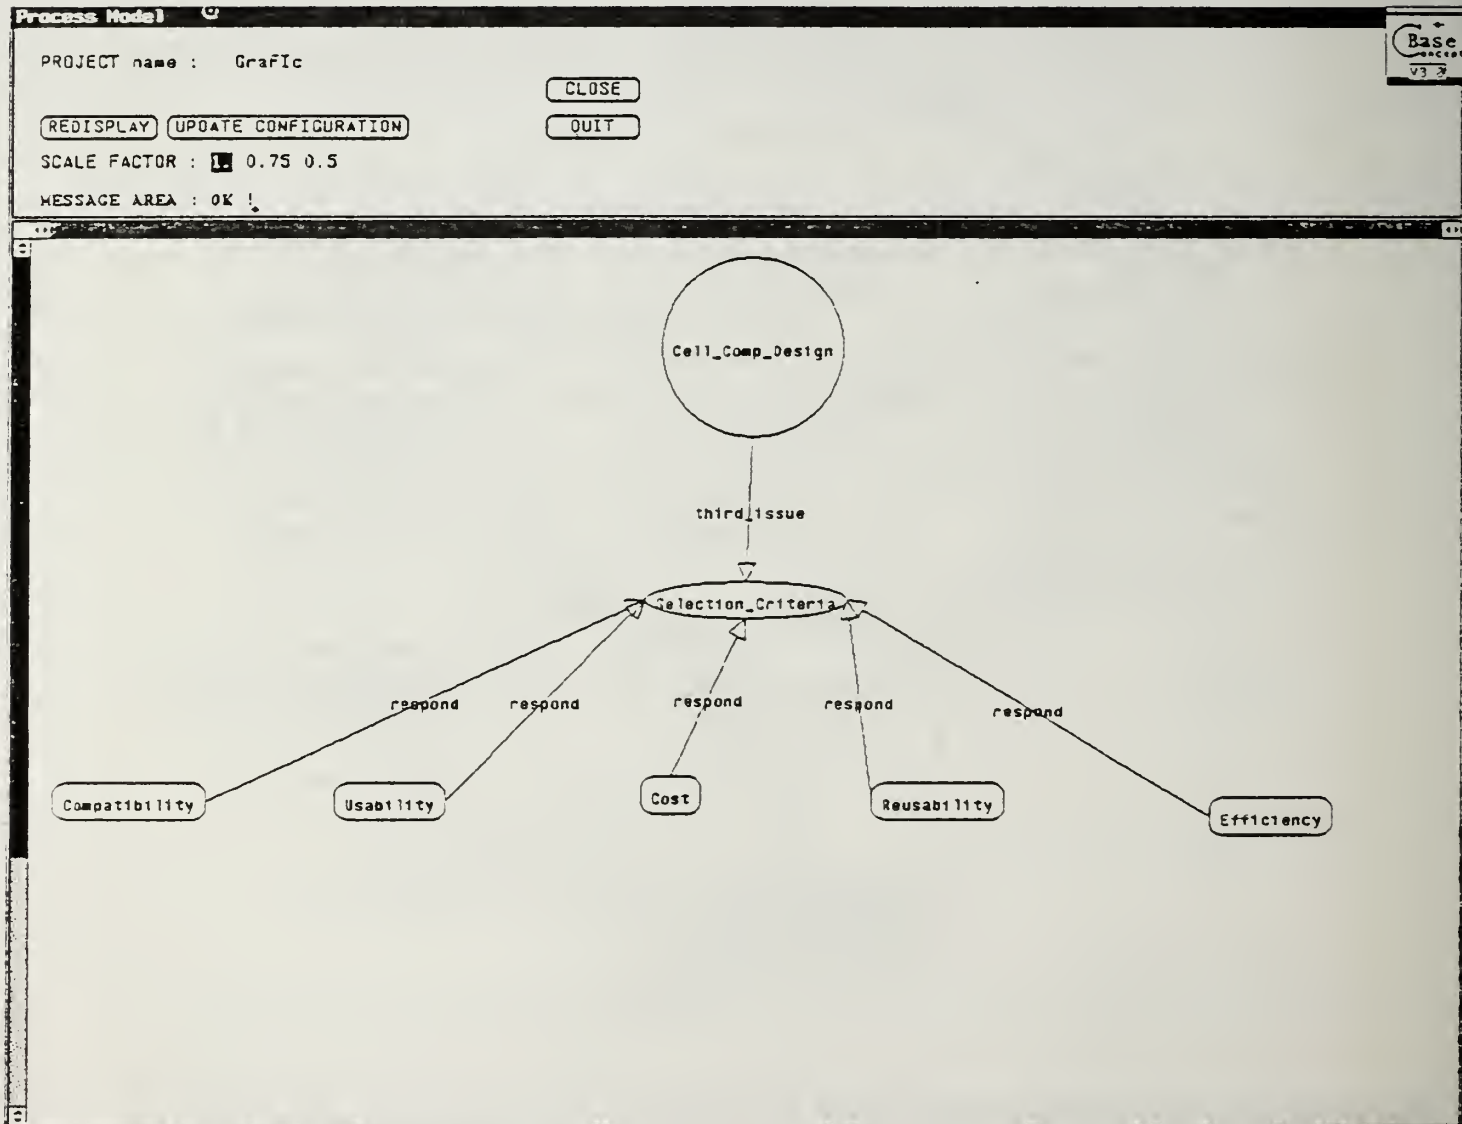 Process Model
Base
PROJECT name : GrafIc
CLOSE
REDISPLAY UPDATE CONFIGURATION QUIT
SCALE FACTOR : 1. 0.75 0.5
MESSAGE AREA : OK !
Cell_Comp_Design
third_issue
Selection_Criteria
respond respond respond respond respond
Compatibility Usability Cost Reusability Efficiency